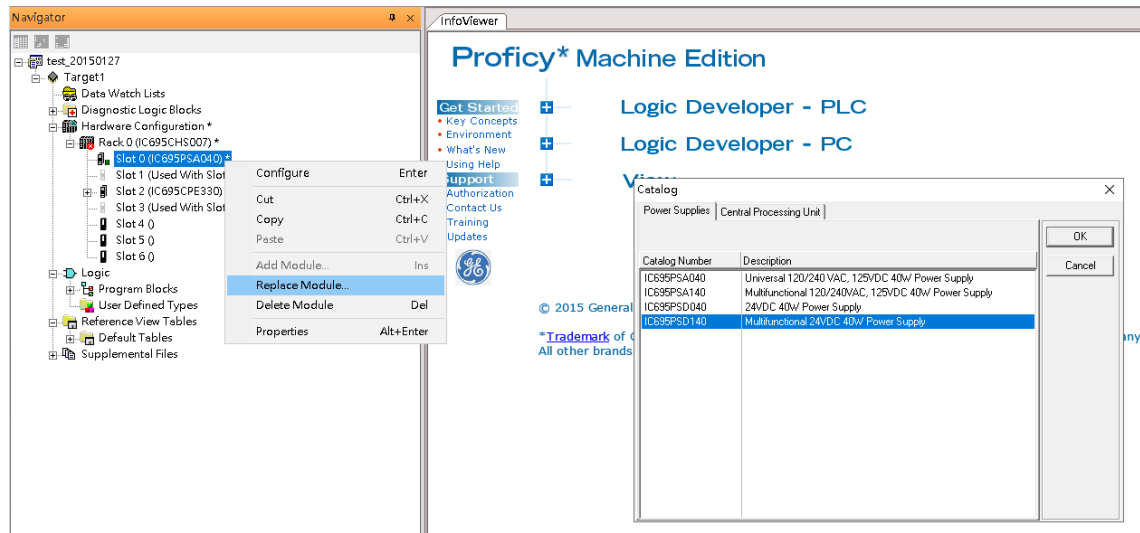 Navigator
test_20150127
Target1
Data Watch Lists
Diagnostic Logic Blocks
Hardware Configuration *
Rack 0 (IC695CHS007) *
Slot 0 (IC695PSA040) *
Slot 1 (Used With Slot
Slot 2 (IC695CPE330)
Slot 3 (Used With Slot
Slot 4 ()
Slot 5 ()
Slot 6 ()
Logic
Program Blocks
User Defined Types
Reference View Tables
Default Tables
Supplemental Files
Configure Enter
Cut Ctrl+X
Copy Ctrl+C
Paste Ctrl+V
Add Module... Ins
Replace Module...
Delete Module Del
Properties Alt+Enter
InfoViewer
Proficy* Machine Edition
Get Started
Key Concepts
Environment
What's New
Using Help
Support
Authorization
Contact Us
Training
Updates
Logic Developer - PLC
Logic Developer - PC
View
© 2015 General
*Trademark of
All other brands
any
Catalog
Power Supplies Central Processing Unit
OK
Cancel
Catalog Number Description
IC695PSA040 Universal 120/240 VAC, 125VDC 40W Power Supply
IC695PSA140 Multifunctional 120/240VAC, 125VDC 40W Power Supply
IC695PSD040 24VDC 40W Power Supply
IC695PSD140 Multifunctional 24VDC 40W Power Supply